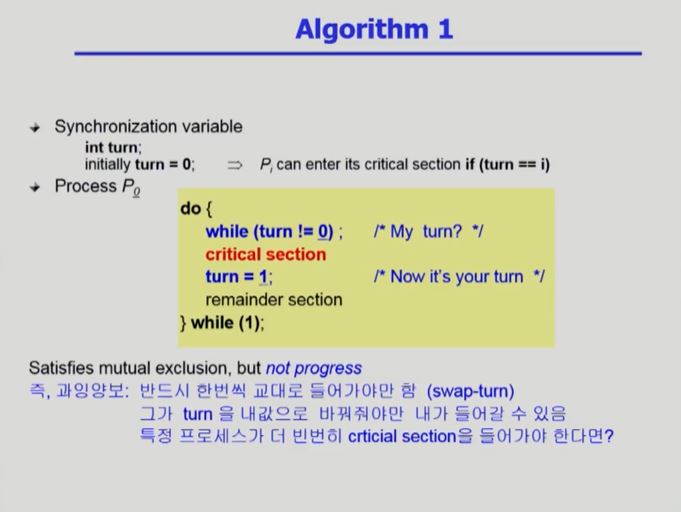 Algorithm 1
Synchronization variable
int turn;
initially turn = 0; ⇒ Pi can enter its critical section if (turn == i)
Process P0
do {
while (turn != 0) ; /* My turn? */
critical section
turn = 1; /* Now it's your turn */
remainder section
} while (1);
Satisfies mutual exclusion, but not progress
즉, 과잉양보: 반드시 한번씩 교대로 들어가야만 함 (swap-turn)
그가 turn 을 내값으로 바꿔줘야만 내가 들어갈 수 있음
특정 프로세스가 더 빈번히 crticial section을 들어가야 한다면?